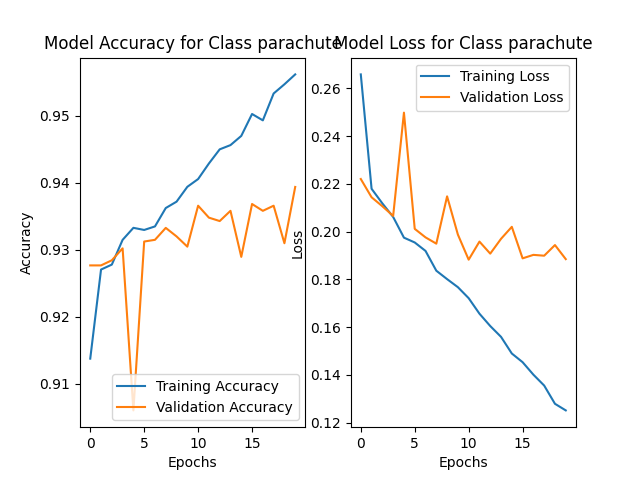 Model Accuracy for Class parachute
Accuracy
0.95
0.94
0.93
0.92
0.91
Training Accuracy
Validation Accuracy
0 5 10 15
Epochs
Model Loss for Class parachute
Loss
0.26
0.24
0.22
0.20
0.18
0.16
0.14
0.12
Training Loss
Validation Loss
0 5 10 15
Epochs